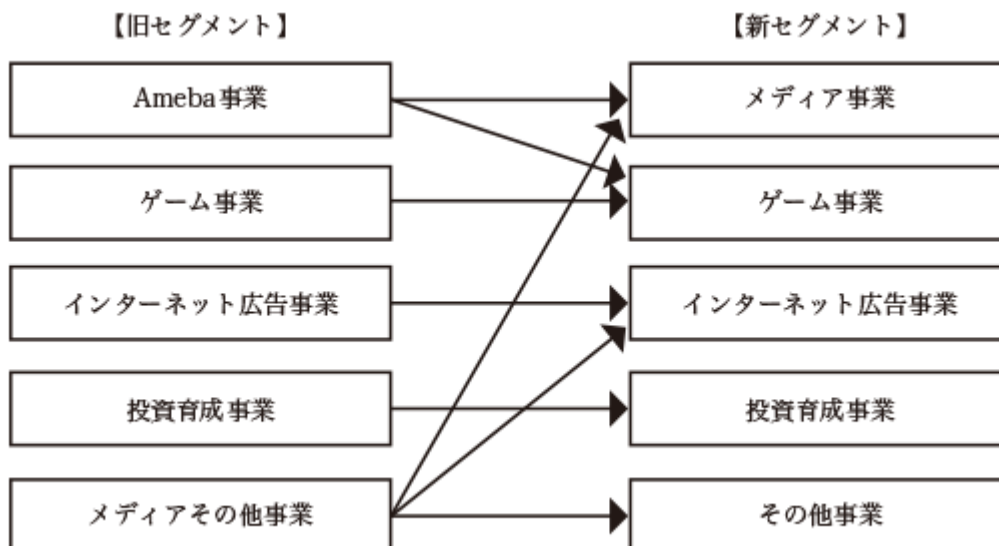 【旧セグメント】
【新セグメント】
Ameba事業
メディア事業
ゲーム事業
ゲーム事業
インターネット広告事業
インターネット広告事業
投資育成事業
投資育成事業
メディアその他事業
その他事業